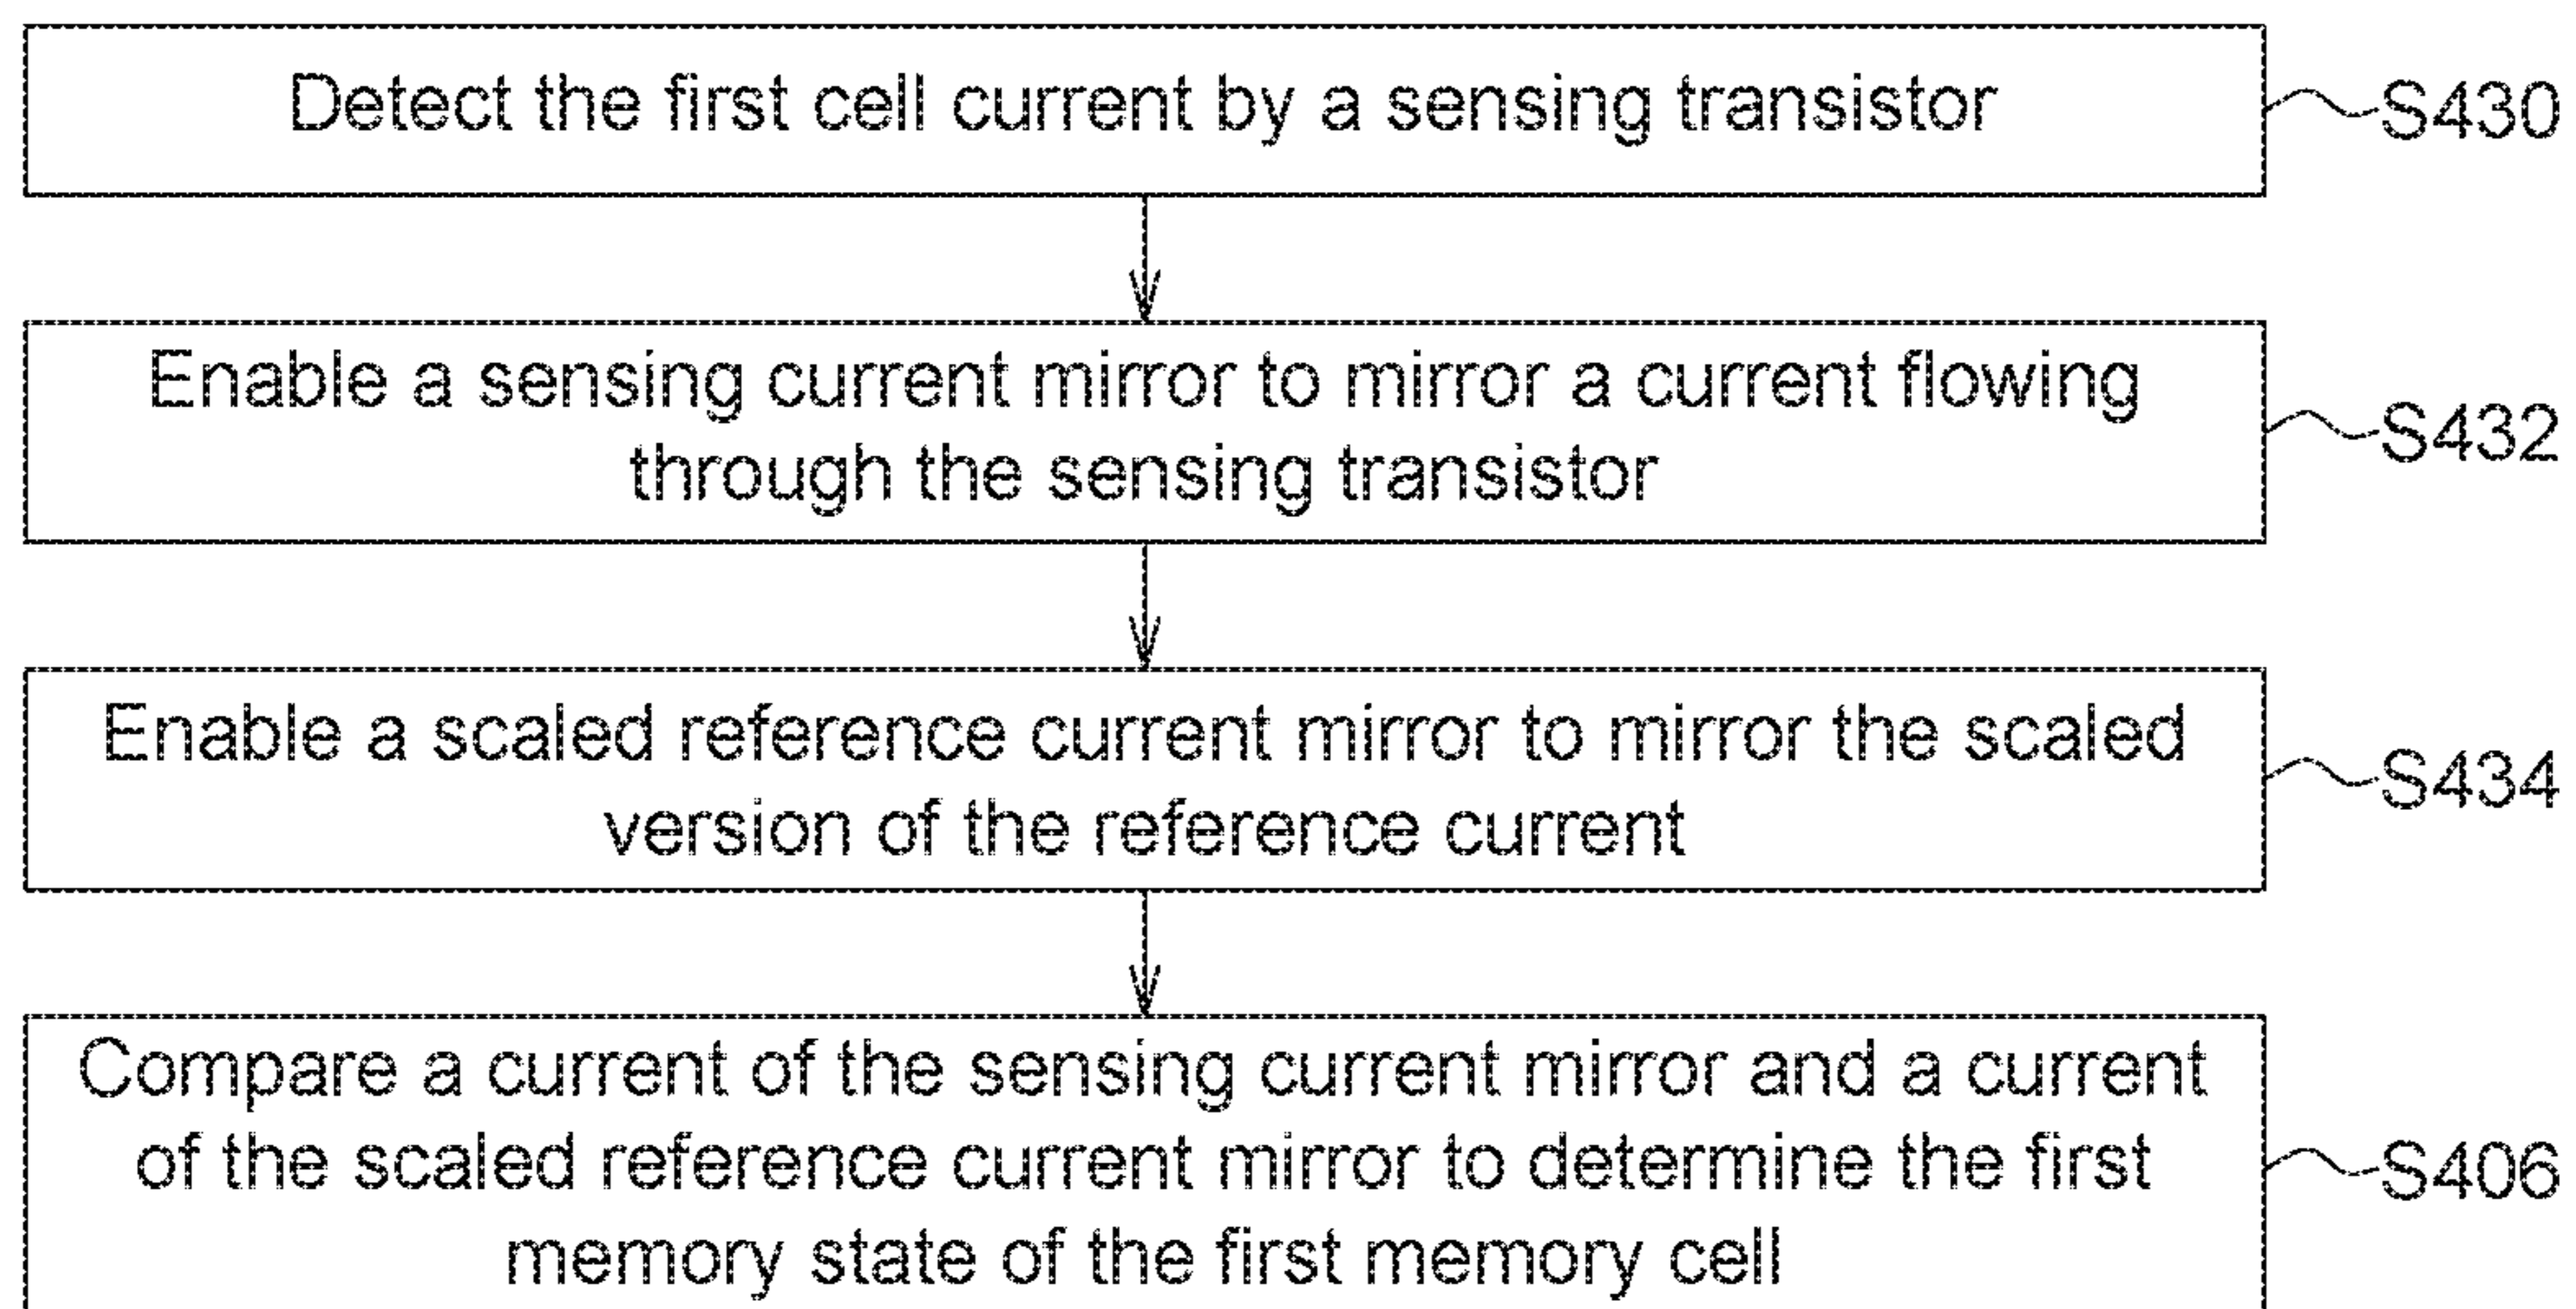 Detect the first cell current by a sensing transistor
S430
Enable a sensing current mirror to mirror a current flowing
through the sensing transistor
S432
Enable a scaled reference current mirror to mirror the scaled
version of the reference current
S434
Compare a current of the sensing current mirror and a current
of the scaled reference current mirror to determine the first
memory state of the first memory cell
S406